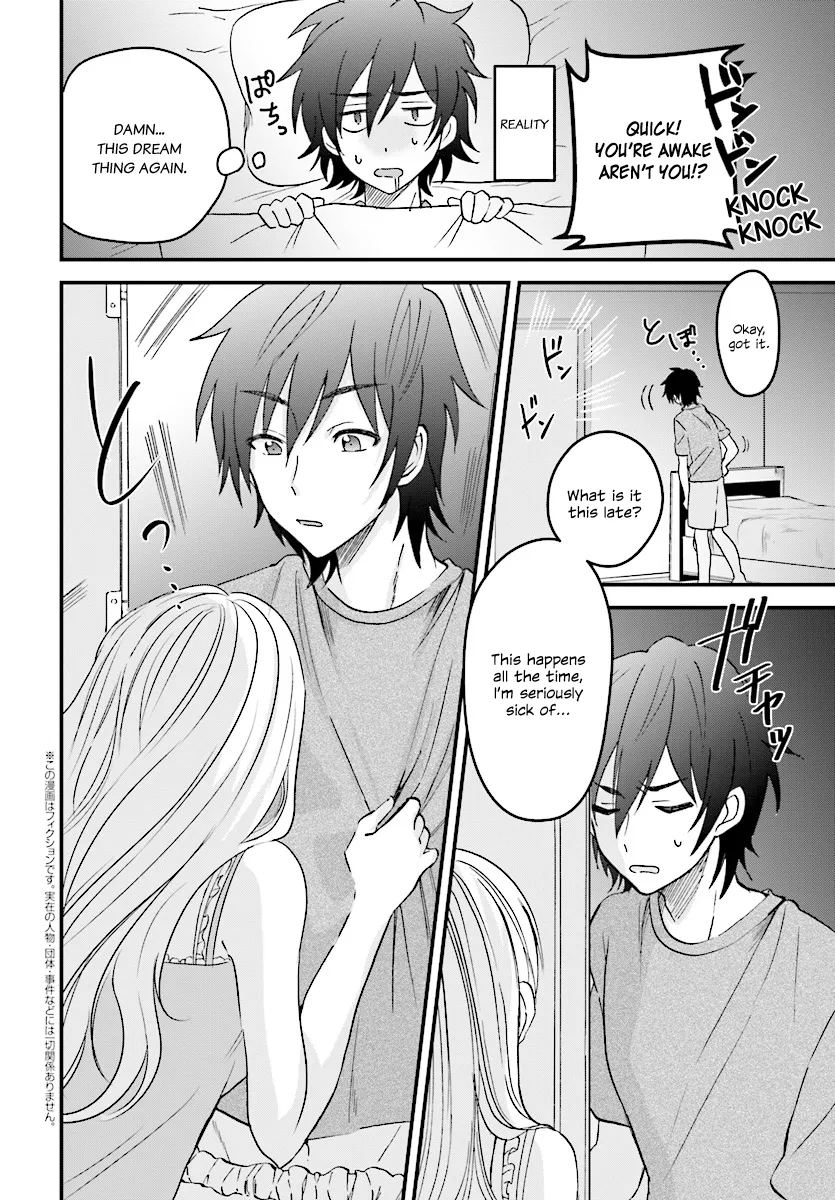 ドンドン
KNOCK
KNOCK
QUICK!
YOU'RE AWAKE
AREN'T YOU!?
REALITY
ぱちっ
DAMN...
THIS DREAM
THING AGAIN.
Okay,
got it.
とぼ...
ドンドン
What is it
this late?
ガチャッ
This happens
all the time,
I'm seriously
sick of...
※この漫画はフィクションです。実在の人物・団体・事件などには一切関係ありません。